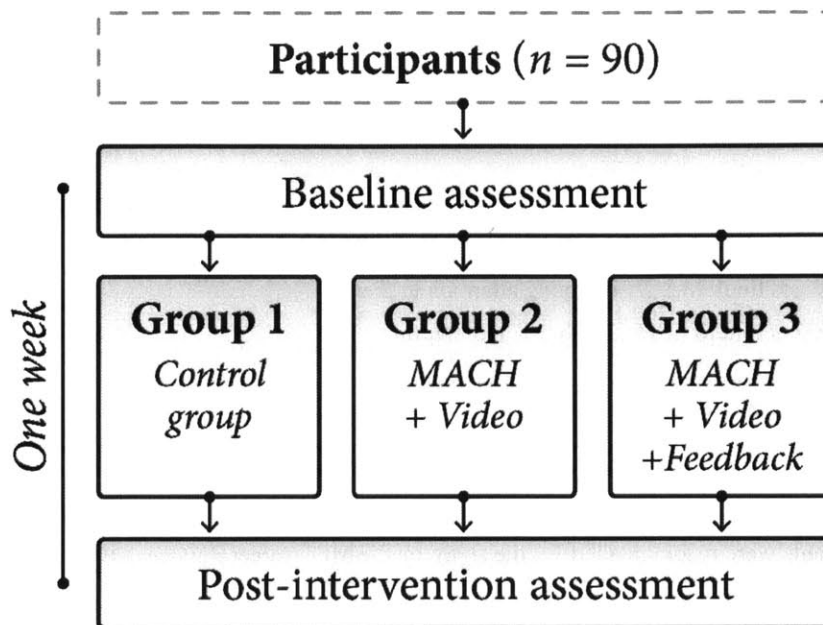 Participants (n = 90)
Baseline assessment
One week
Group 1
Control
group
Group 2
MACH
+ Video
Group 3
MACH
+ Video
+Feedback
Post-intervention assessment